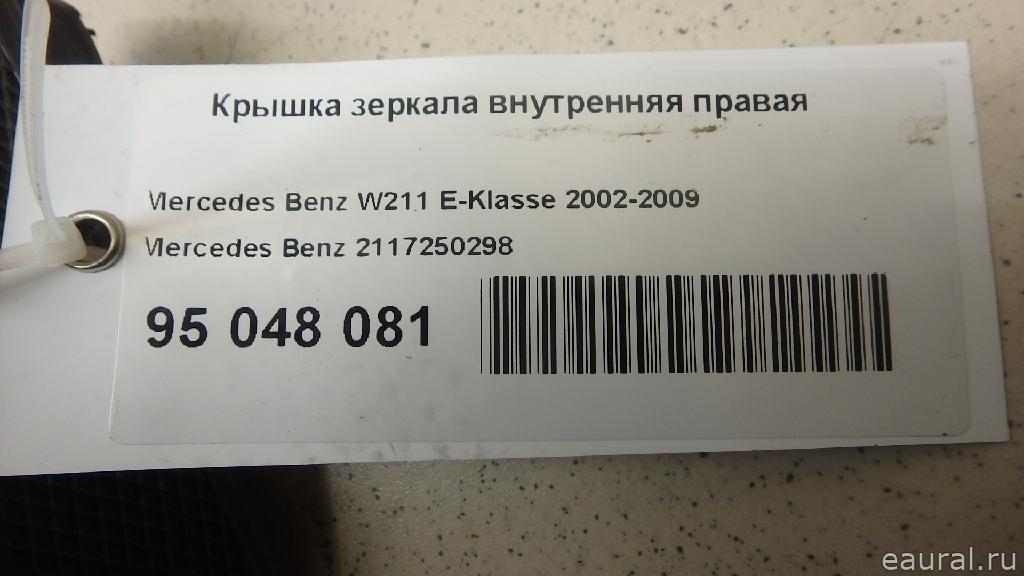 Крышка зеркала внутренняя правая
Mercedes Benz W211 E-Klasse 2002-2009
Mercedes Benz 2117250298
95 048 081
eaural.ru